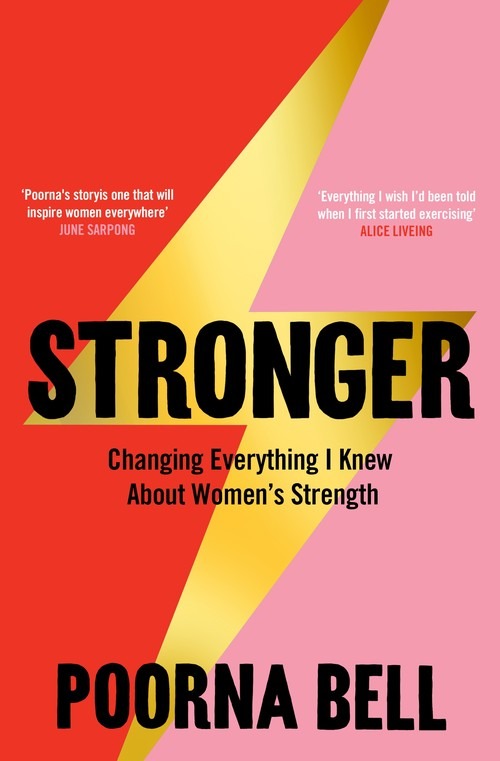 'Poorna's storyis one that will
inspire women everywhere'
JUNE SARPONG
'Everything I wish I'd been told
when I first started exercising'
ALICE LIVEING
STRONGER
Changing Everything I Knew
About Women's Strength
POORNA BELL